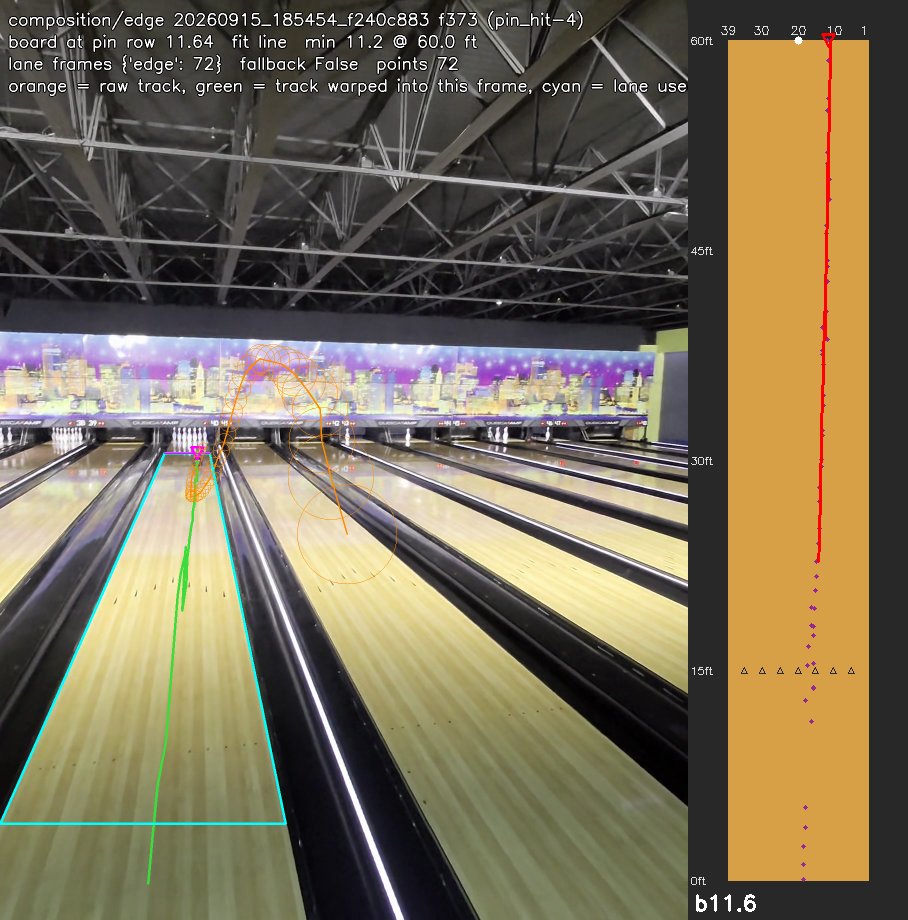 composition/edge 20260915_185454_f240c883 f373 (pin_hit-4)
board at pin row 11.64 fit line min 11.2 @ 60.0 ft
lane frames {'edge': 72} fallback False points 72
orange = raw track, green = track warped into this frame, cyan = lane use
39 30 20 10 1
60ft
45ft
30ft
15ft
0ft
b11.6